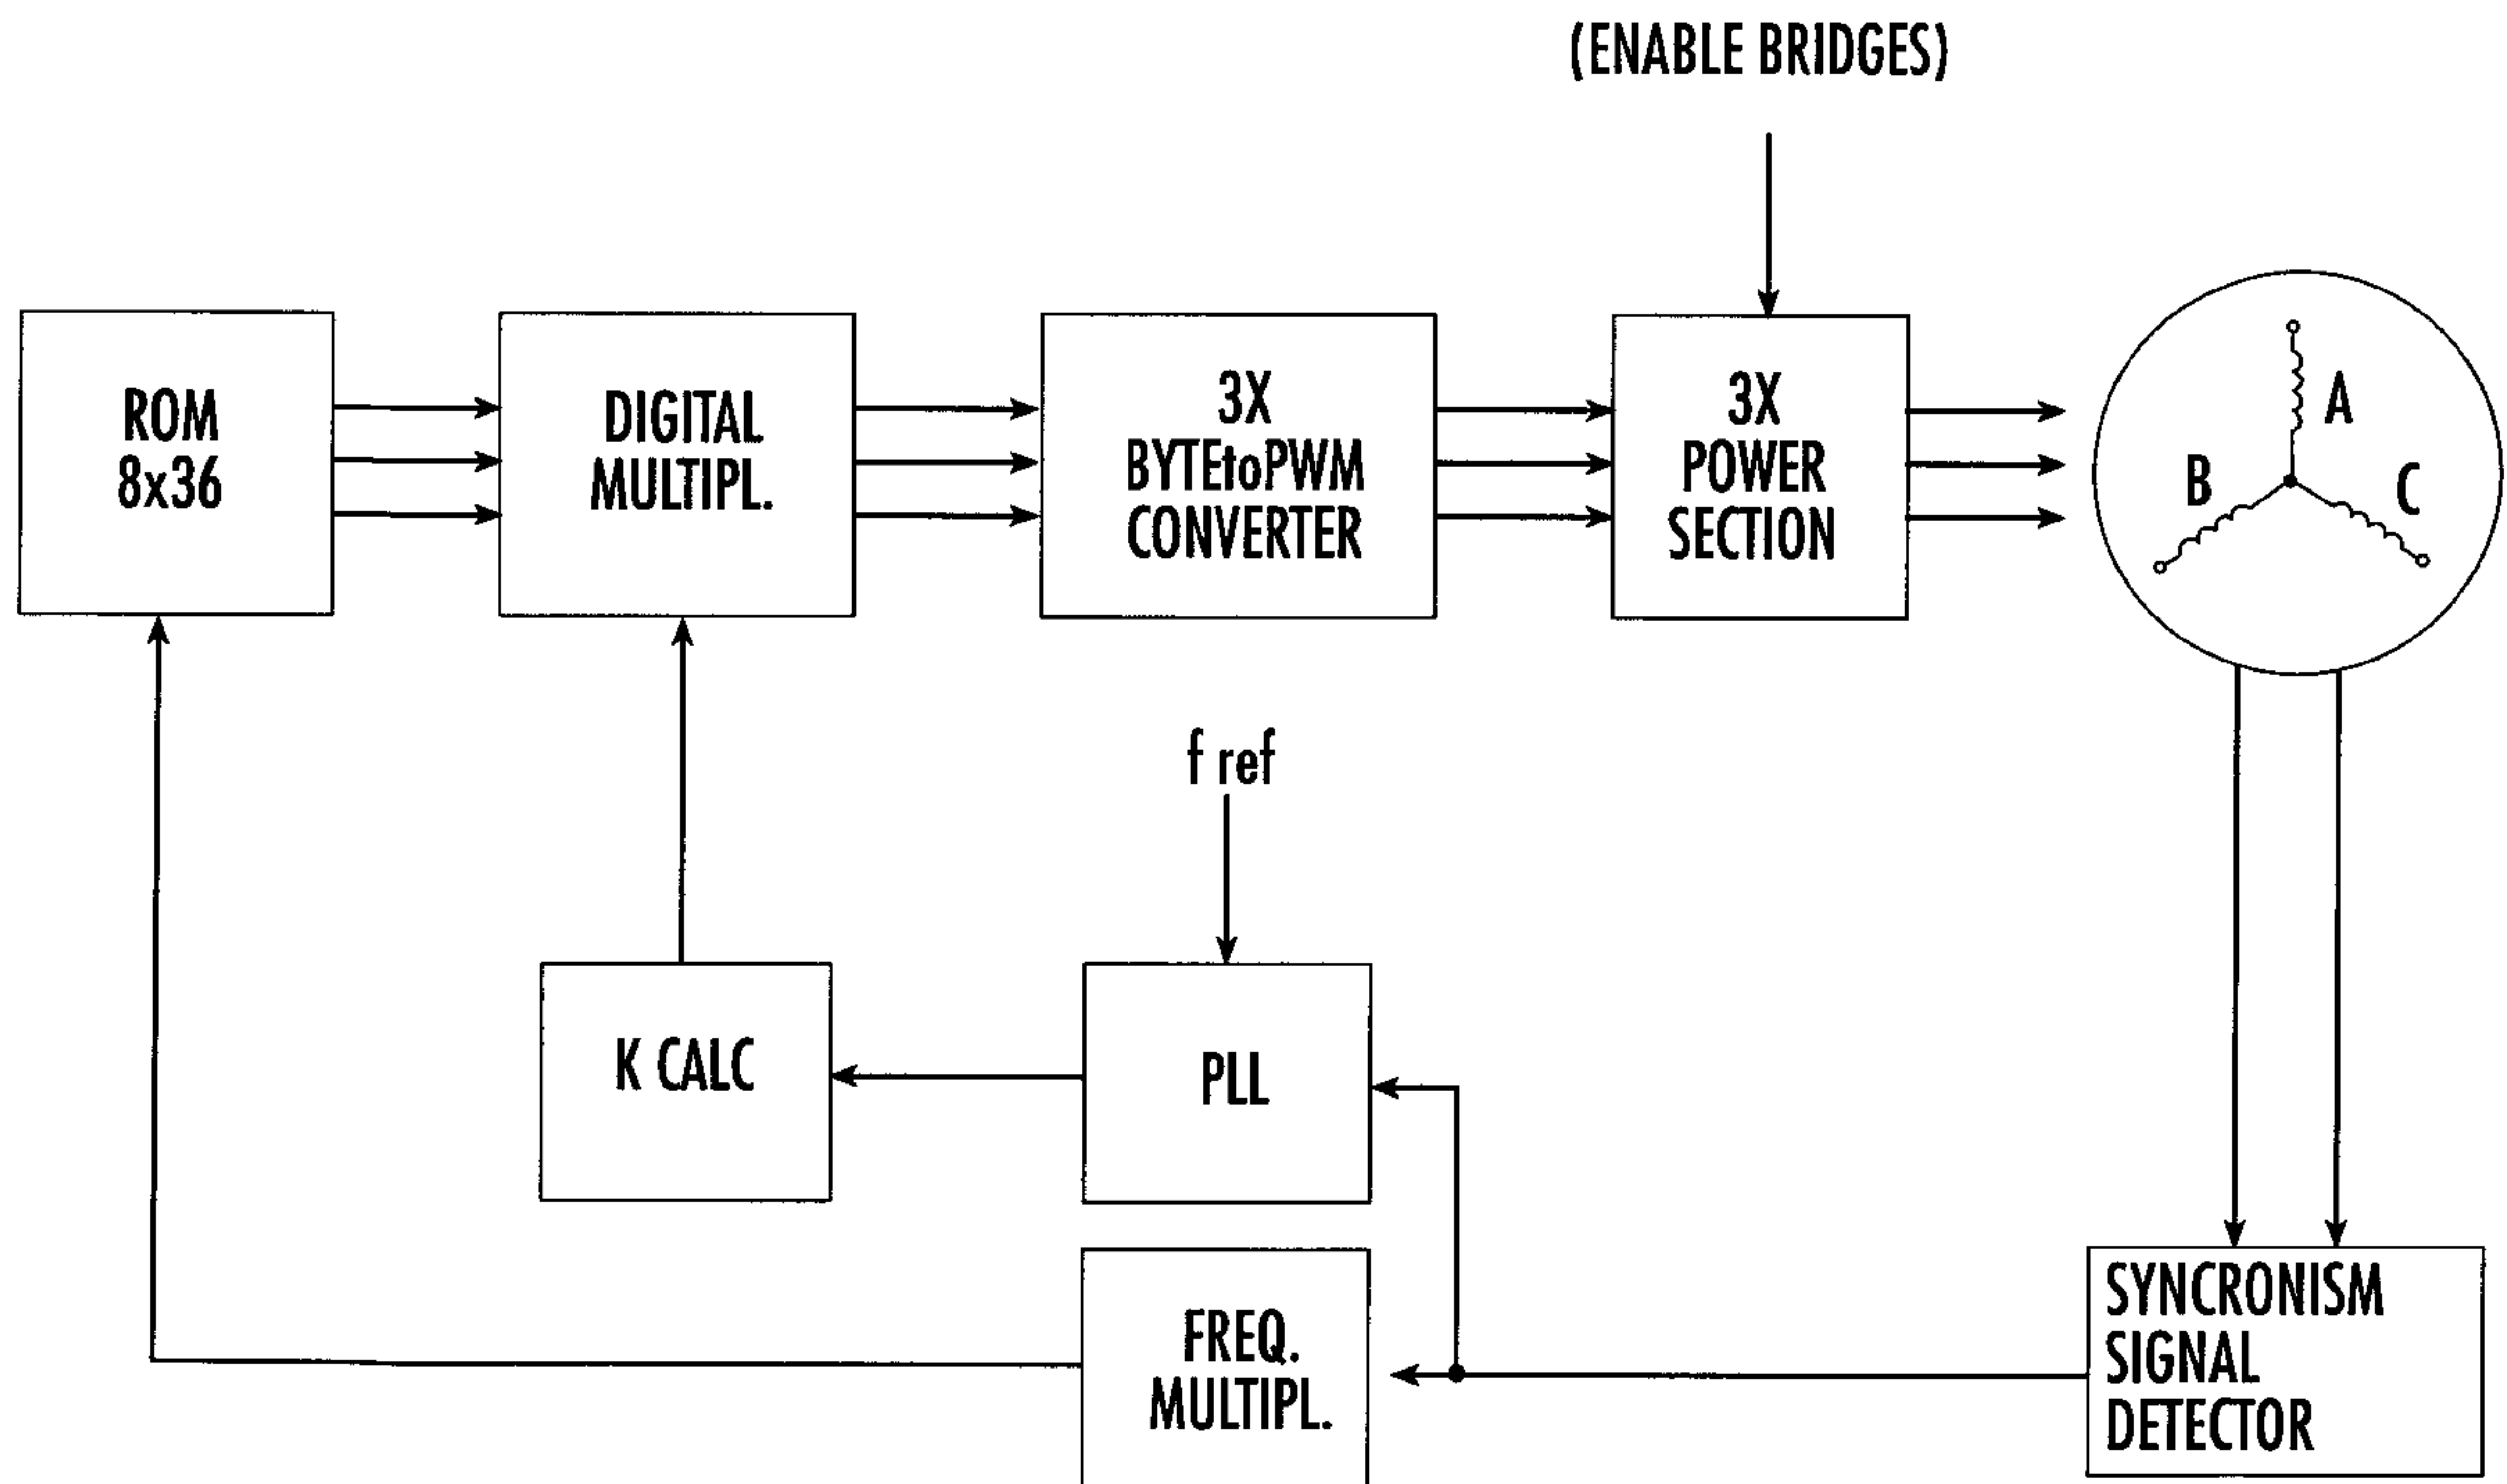 (ENABLE BRIDGES)
ROM
8x36
DIGITAL
MULTIPL.
3X
BYTEtoPWM
CONVERTER
3X
POWER
SECTION
A
B
C
f ref
K CALC
PLL
FREQ.
MULTIPL.
SYNCRONISM
SIGNAL
DETECTOR